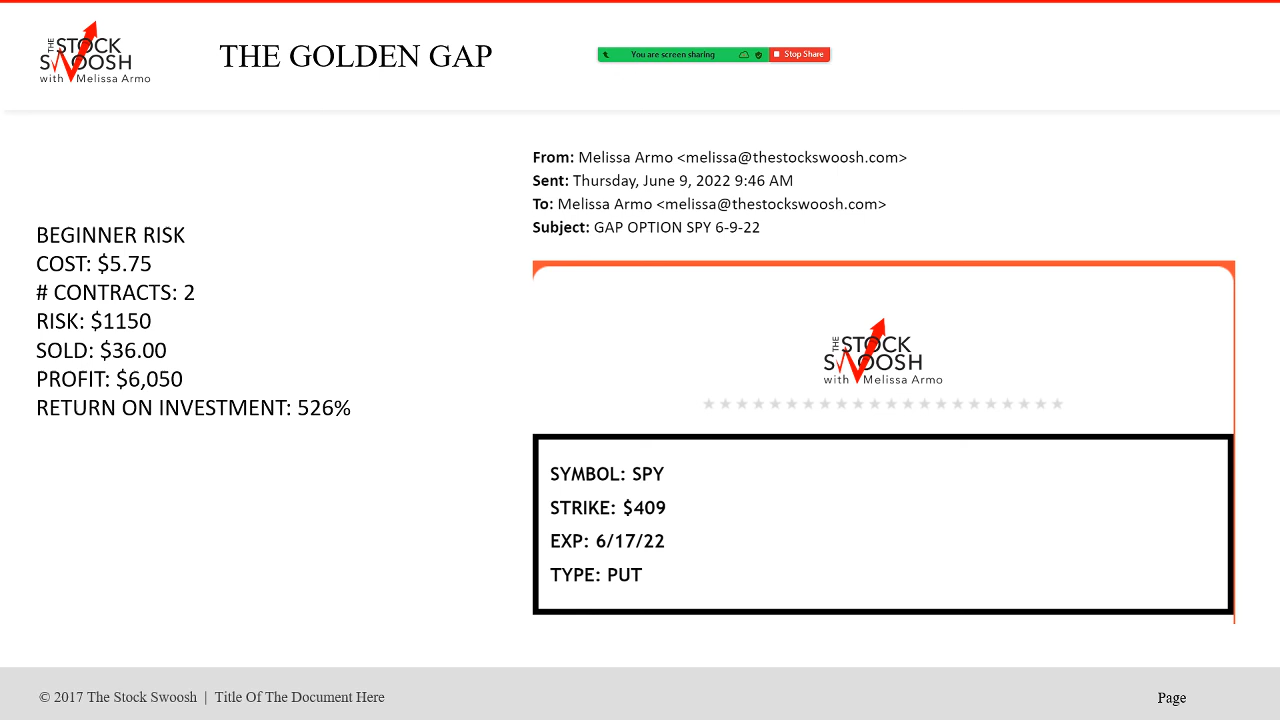 THE STOCK SWOOSH with Melissa Armo
THE GOLDEN GAP
You are screen sharing
Stop Share
From: Melissa Armo <melissa@thestockswoosh.com>
Sent: Thursday, June 9, 2022 9:46 AM
To: Melissa Armo <melissa@thestockswoosh.com>
Subject: GAP OPTION SPY 6-9-22
BEGINNER RISK
COST: $5.75
# CONTRACTS: 2
RISK: $1150
SOLD: $36.00
PROFIT: $6,050
RETURN ON INVESTMENT: 526%
THE STOCK SWOOSH with Melissa Armo
SYMBOL: SPY
STRIKE: $409
EXP: 6/17/22
TYPE: PUT
© 2017 The Stock Swoosh | Title Of The Document Here
Page